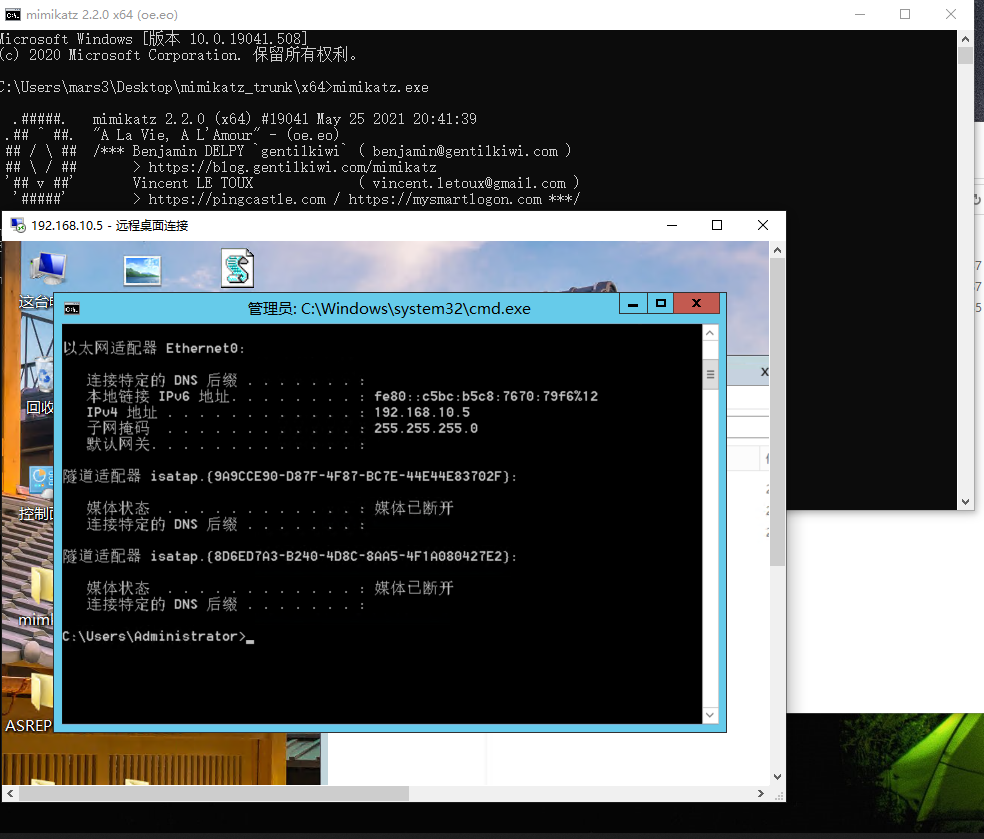 mimikatz 2.2.0 x64 (oe.eo)
Microsoft Windows [版本 10.0.19041.508]
(c) 2020 Microsoft Corporation. 保留所有权利。
C:\Users\mars3\Desktop\mimikatz_trunk\x64>mimikatz.exe
.#####. mimikatz 2.2.0 (x64) #19041 May 25 2021 20:41:39
.## ^ ##. "A La Vie, A L'Amour" - (oe.eo)
## / \ ## /*** Benjamin DELPY `gentilkiwi` ( benjamin@gentilkiwi.com )
## \ / ## > https://blog.gentilkiwi.com/mimikatz
'## v ##' Vincent LE TOUX ( vincent.letoux@gmail.com )
'#####' > https://pingcastle.com / https://mysmartlogon.com ***/
192.168.10.5 - 远程桌面连接
这台
管理员: C:\Windows\system32\cmd.exe
以太网适配器 Ethernet0:
连接特定的 DNS 后缀 . . . . . . . :
本地链接 IPv6 地址. . . . . . . . : fe80::c5bc:b5c8:7670:79f6%12
IPv4 地址 . . . . . . . . . . . . : 192.168.10.5
子网掩码 . . . . . . . . . . . . : 255.255.255.0
默认网关. . . . . . . . . . . . . :
隧道适配器 isatap.{9A9CCE90-D87F-4F87-BC7E-44E44E83702F}:
媒体状态 . . . . . . . . . . . . : 媒体已断开
连接特定的 DNS 后缀 . . . . . . . :
隧道适配器 isatap.{8D6ED7A3-B240-4D8C-8AA5-4F1A080427E2}:
媒体状态 . . . . . . . . . . . . : 媒体已断开
连接特定的 DNS 后缀 . . . . . . . :
C:\Users\Administrator>
回收
控制
mimi
ASREP
7
7
5